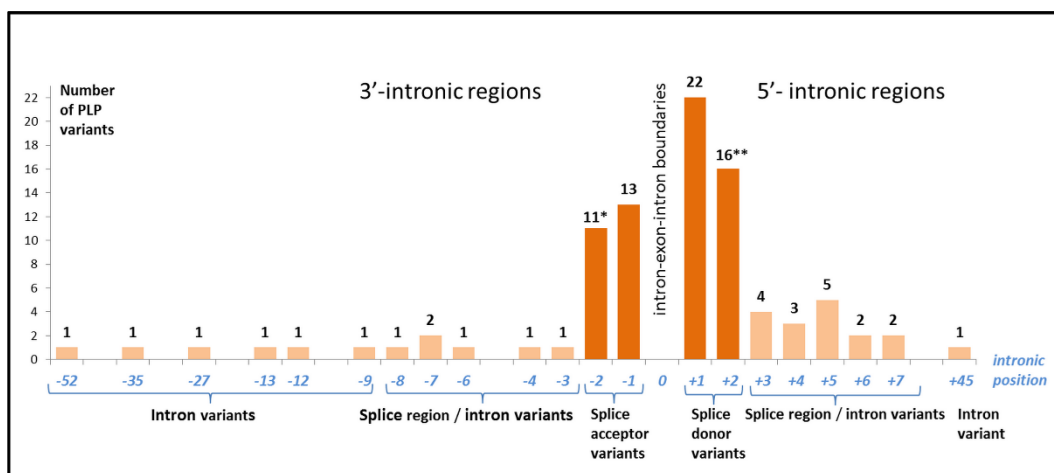 Number
of PLP
variants
3’-intronic regions
5’- intronic regions
intron-exon-intron boundaries
22
20
18
16
14
12
10
8
6
4
2
0
1 1 1 1 1 1 1 2 1 1 1 11* 13 22 16** 4 3 5 2 2 1
-52 -35 -27 -13 -12 -9 -8 -7 -6 -4 -3 -2 -1 0 +1 +2 +3 +4 +5 +6 +7 +45
intronic
position
Intron variants
Splice region / intron variants
Splice
acceptor
variants
Splice
donor
variants
Splice region / intron variants
Intron
variant